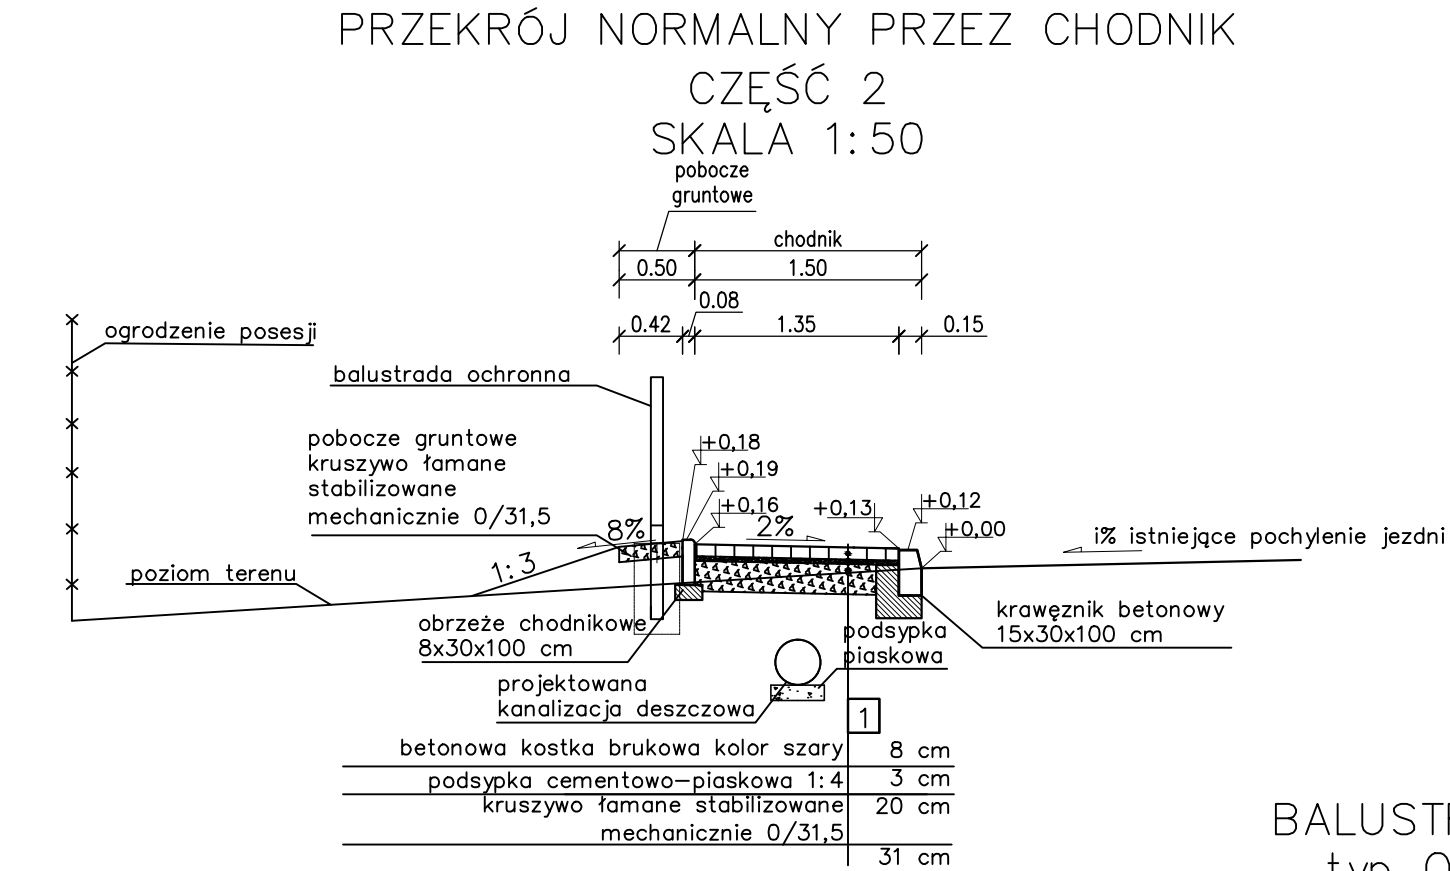 PRZEKRÓJ NORMALNY PRZEZ CHODNIK
CZĘŚĆ 2
SKALA 1:50
pobocze
gruntowe
chodnik
0.50
1.50
0.08
0.42
1.35
0.15
ogrodzenie posesji
balustrada ochronna
pobocze gruntowe
kruszywo łamane
stabilizowane
mechanicznie 0/31,5
+0,18
+0,19
+0,16
+0,13
+0,12
+0,00
8%
2%
i% istniejące pochylenie jezdni
1:3
poziom terenu
obrzeże chodnikowe
8x30x100 cm
krawęznik betonowy
15x30x100 cm
podsypka
piaskowa
projektowana
kanalizacja deszczowa
1
betonowa kostka brukowa kolor szary 8 cm
podsypka cementowo-piaskowa 1:4 3 cm
kruszywo łamane stabilizowane 20 cm
mechanicznie 0/31,5
31 cm
BALUST
typ